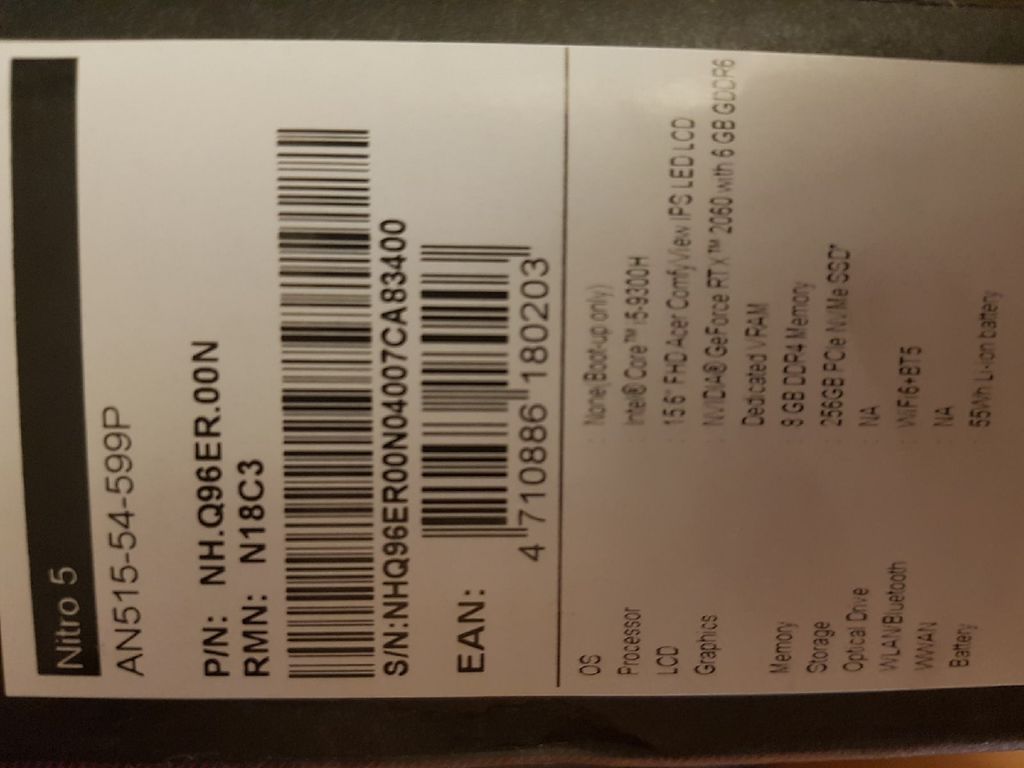 Nitro 5
AN515-54-599P
P/N: NH.Q96ER.00N
RMN: N18C3
S/N:NHQ96ER00N04007CA83400
EAN:
4 710886 180203
OS : None(Boot-up only)
Processor : Intel® Core™ i5-9300H
LCD : 15.6" FHD Acer ComfyView IPS LED LCD
Graphics : NVIDIA® GeForce RTX™ 2060 with 6 GB GDDR6
Dedicated VRAM
Memory : 8 GB DDR4 Memory
Storage : 256GB PCIe NVMe SSD*
Optical Drive : NA
WLAN/Bluetooth : WiFi6+BT5
WWAN : NA
Battery : 55Wh Li-ion battery